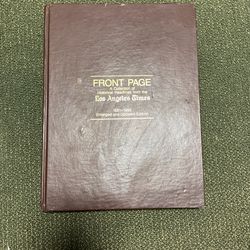 FRONT PAGE
A Collection of
Historical Headlines from the
Los Angeles Times
Enlarged and Updated Edition